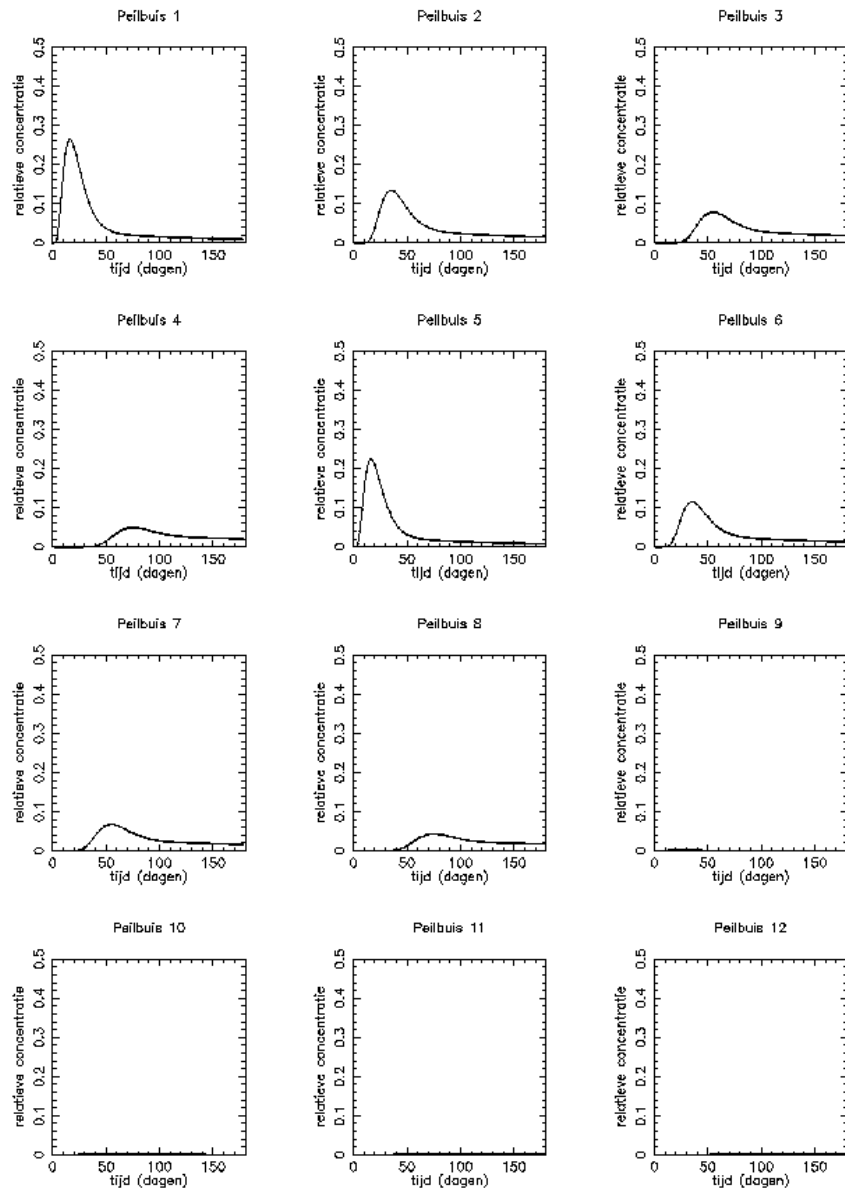 Peilbuis 1
relatieve concentratie
0 0.1 0.2 0.3 0.4 0.5
0 50 100 150
tijd (dagen)
Peilbuis 2
relatieve concentratie
0 0.1 0.2 0.3 0.4 0.5
0 50 100 150
tijd (dagen)
Peilbuis 3
relatieve concentratie
0 0.1 0.2 0.3 0.4 0.5
0 50 100 150
tijd (dagen)
Peilbuis 4
relatieve concentratie
0 0.1 0.2 0.3 0.4 0.5
0 50 100 150
tijd (dagen)
Peilbuis 5
relatieve concentratie
0 0.1 0.2 0.3 0.4 0.5
0 50 100 150
tijd (dagen)
Peilbuis 6
relatieve concentratie
0 0.1 0.2 0.3 0.4 0.5
0 50 100 150
tijd (dagen)
Peilbuis 7
relatieve concentratie
0 0.1 0.2 0.3 0.4 0.5
0 50 100 150
tijd (dagen)
Peilbuis 8
relatieve concentratie
0 0.1 0.2 0.3 0.4 0.5
0 50 100 150
tijd (dagen)
Peilbuis 9
relatieve concentratie
0 0.1 0.2 0.3 0.4 0.5
0 50 100 150
tijd (dagen)
Peilbuis 10
relatieve concentratie
0 0.1 0.2 0.3 0.4 0.5
0 50 100 150
tijd (dagen)
Peilbuis 11
relatieve concentratie
0 0.1 0.2 0.3 0.4 0.5
0 50 100 150
tijd (dagen)
Peilbuis 12
relatieve concentratie
0 0.1 0.2 0.3 0.4 0.5
0 50 100 150
tijd (dagen)